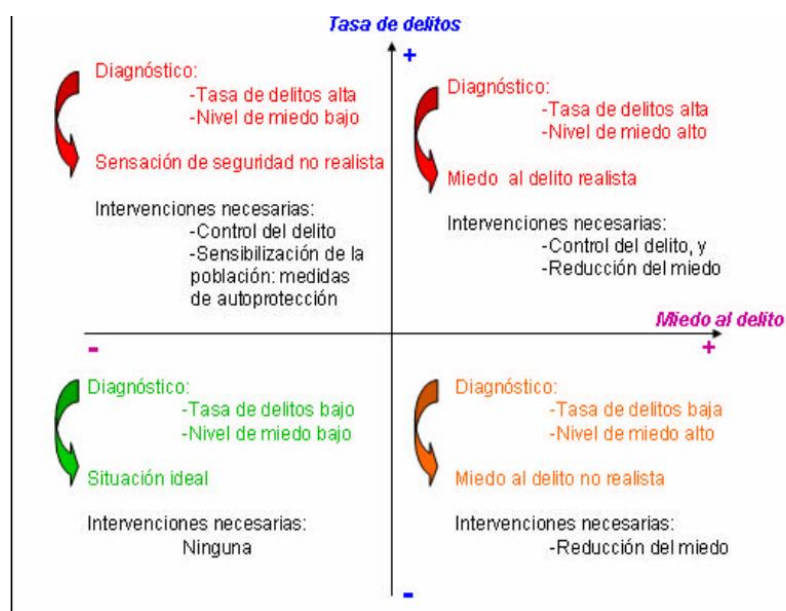 Tasa de delitos
+
Diagnóstico:
-Tasa de delitos alta
-Nivel de miedo bajo
Sensación de seguridad no realista
Intervenciones necesarias:
-Control del delito
-Sensibilización de la
población: medidas
de autoprotección
Diagnóstico:
-Tasa de delitos alta
-Nivel de miedo alto
Miedo al delito realista
Intervenciones necesarias:
-Control del delito, y
-Reducción del miedo
Miedo al delito
-
+
Diagnóstico:
-Tasa de delitos bajo
-Nivel de miedo bajo
Situación ideal
Intervenciones necesarias:
Ninguna
Diagnóstico:
-Tasa de delitos baja
-Nivel de miedo alto
Miedo al delito no realista
Intervenciones necesarias:
-Reducción del miedo
-